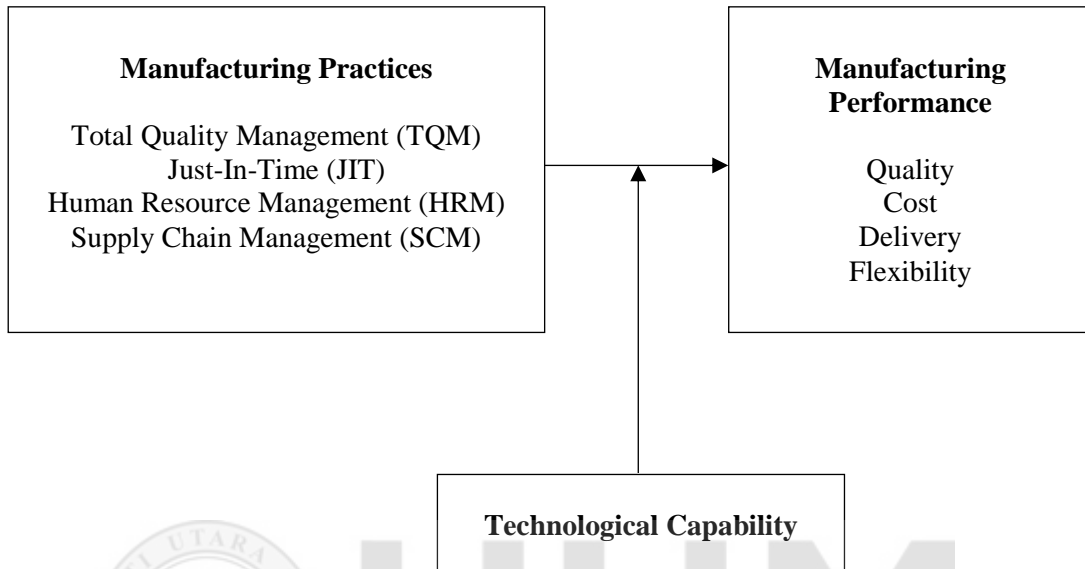 Manufacturing Practices
Total Quality Management (TQM)
Just-In-Time (JIT)
Human Resource Management (HRM)
Supply Chain Management (SCM)
Manufacturing
Performance
Quality
Cost
Delivery
Flexibility
Technological Capability
UTARA